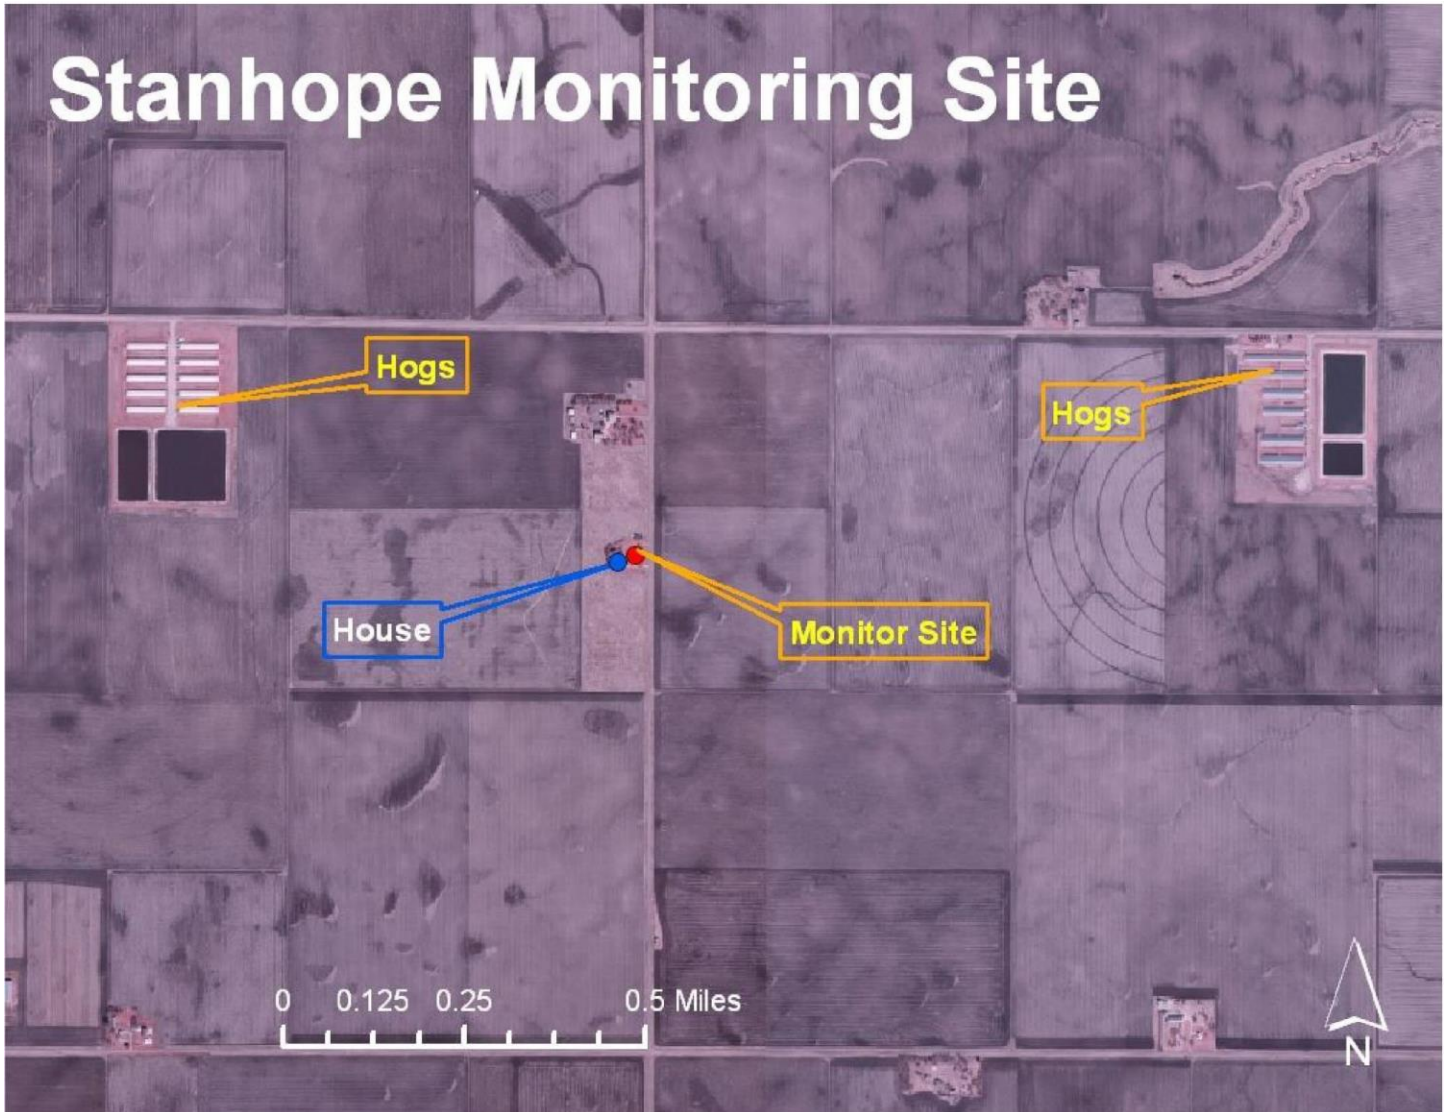 Stanhope Monitoring Site
Hogs
Hogs
House
Monitor Site
0 0.125 0.25 0.5 Miles
N